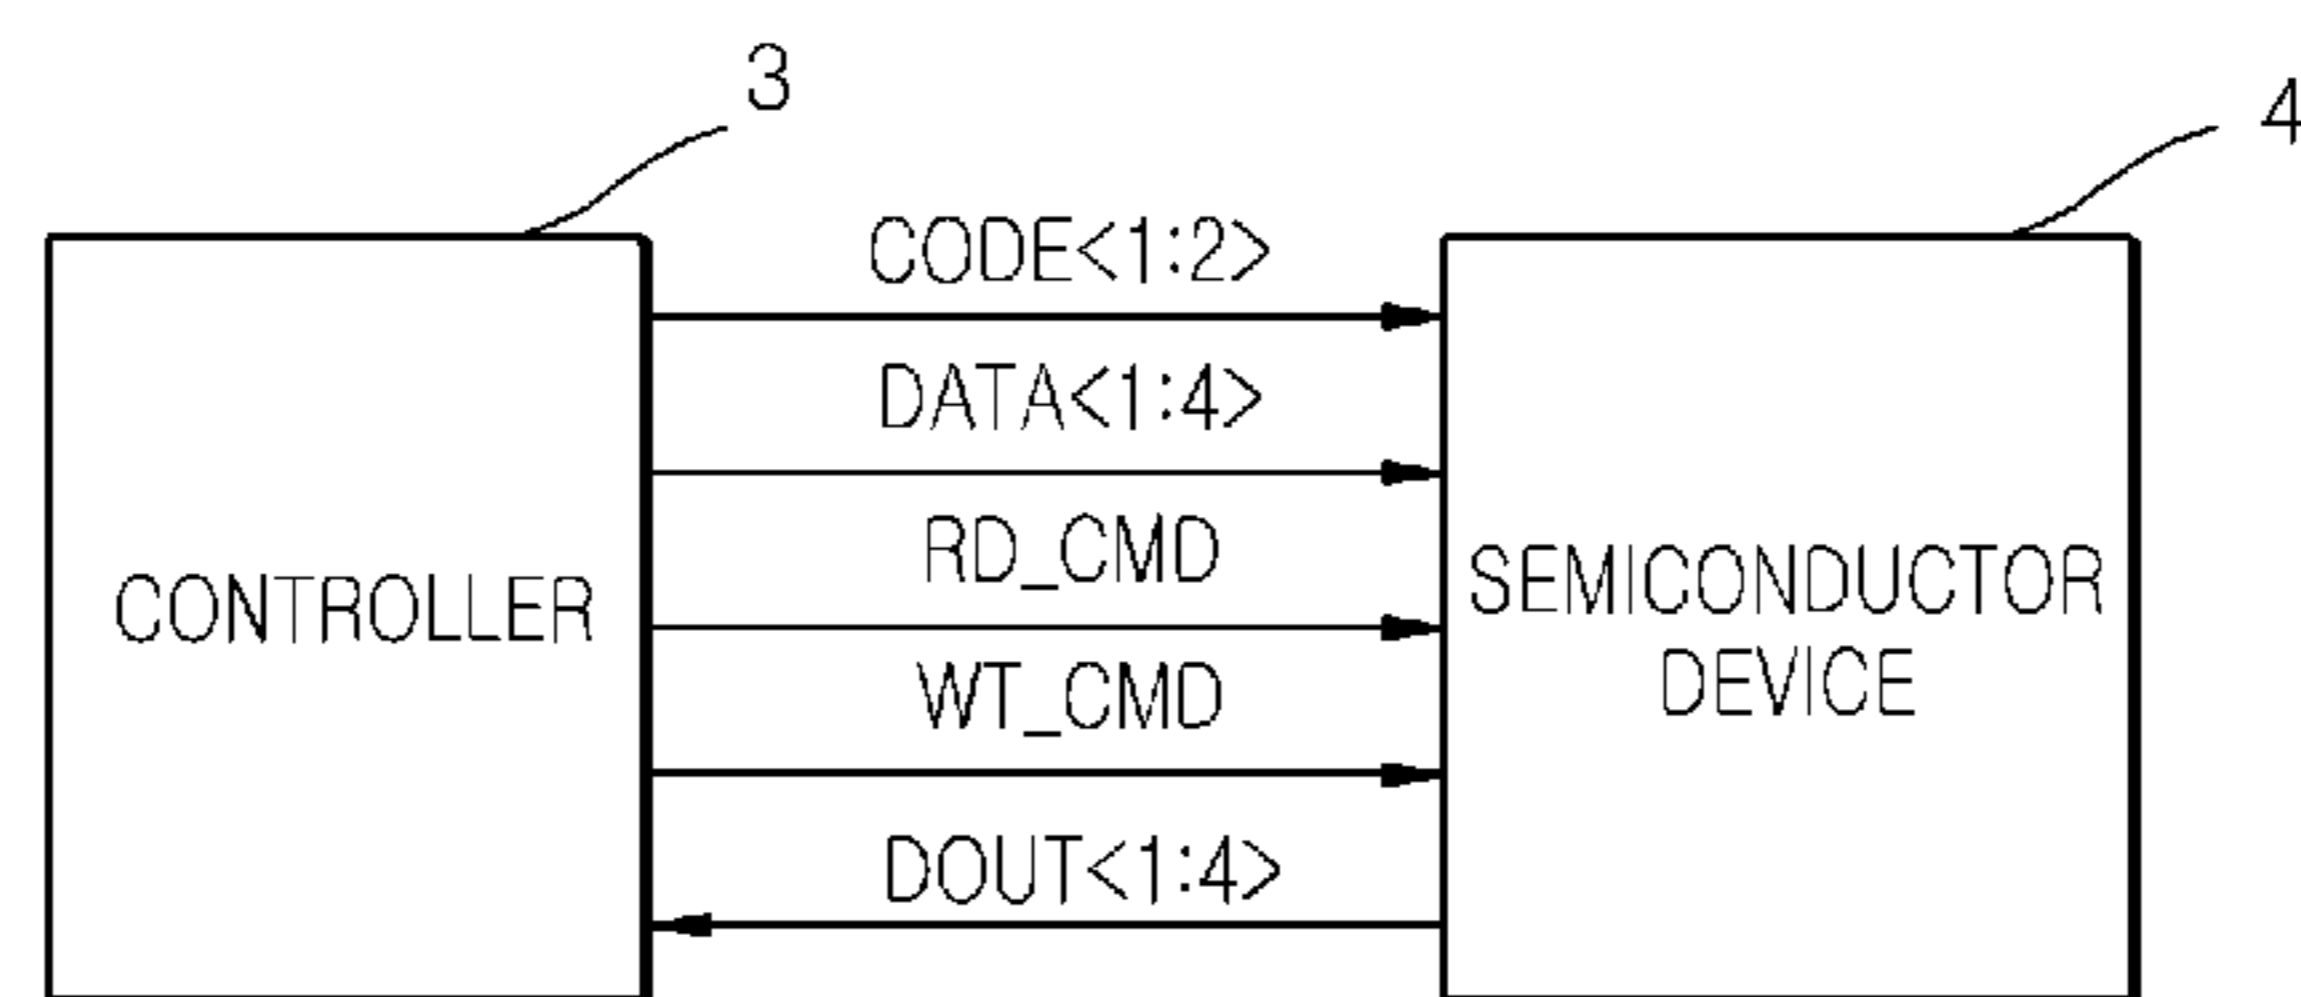 3
4
CODE<1:2>
DATA<1:4>
RD_CMD
CONTROLLER
SEMICONDUCTOR
DEVICE
WT_CMD
DOUT<1:4>